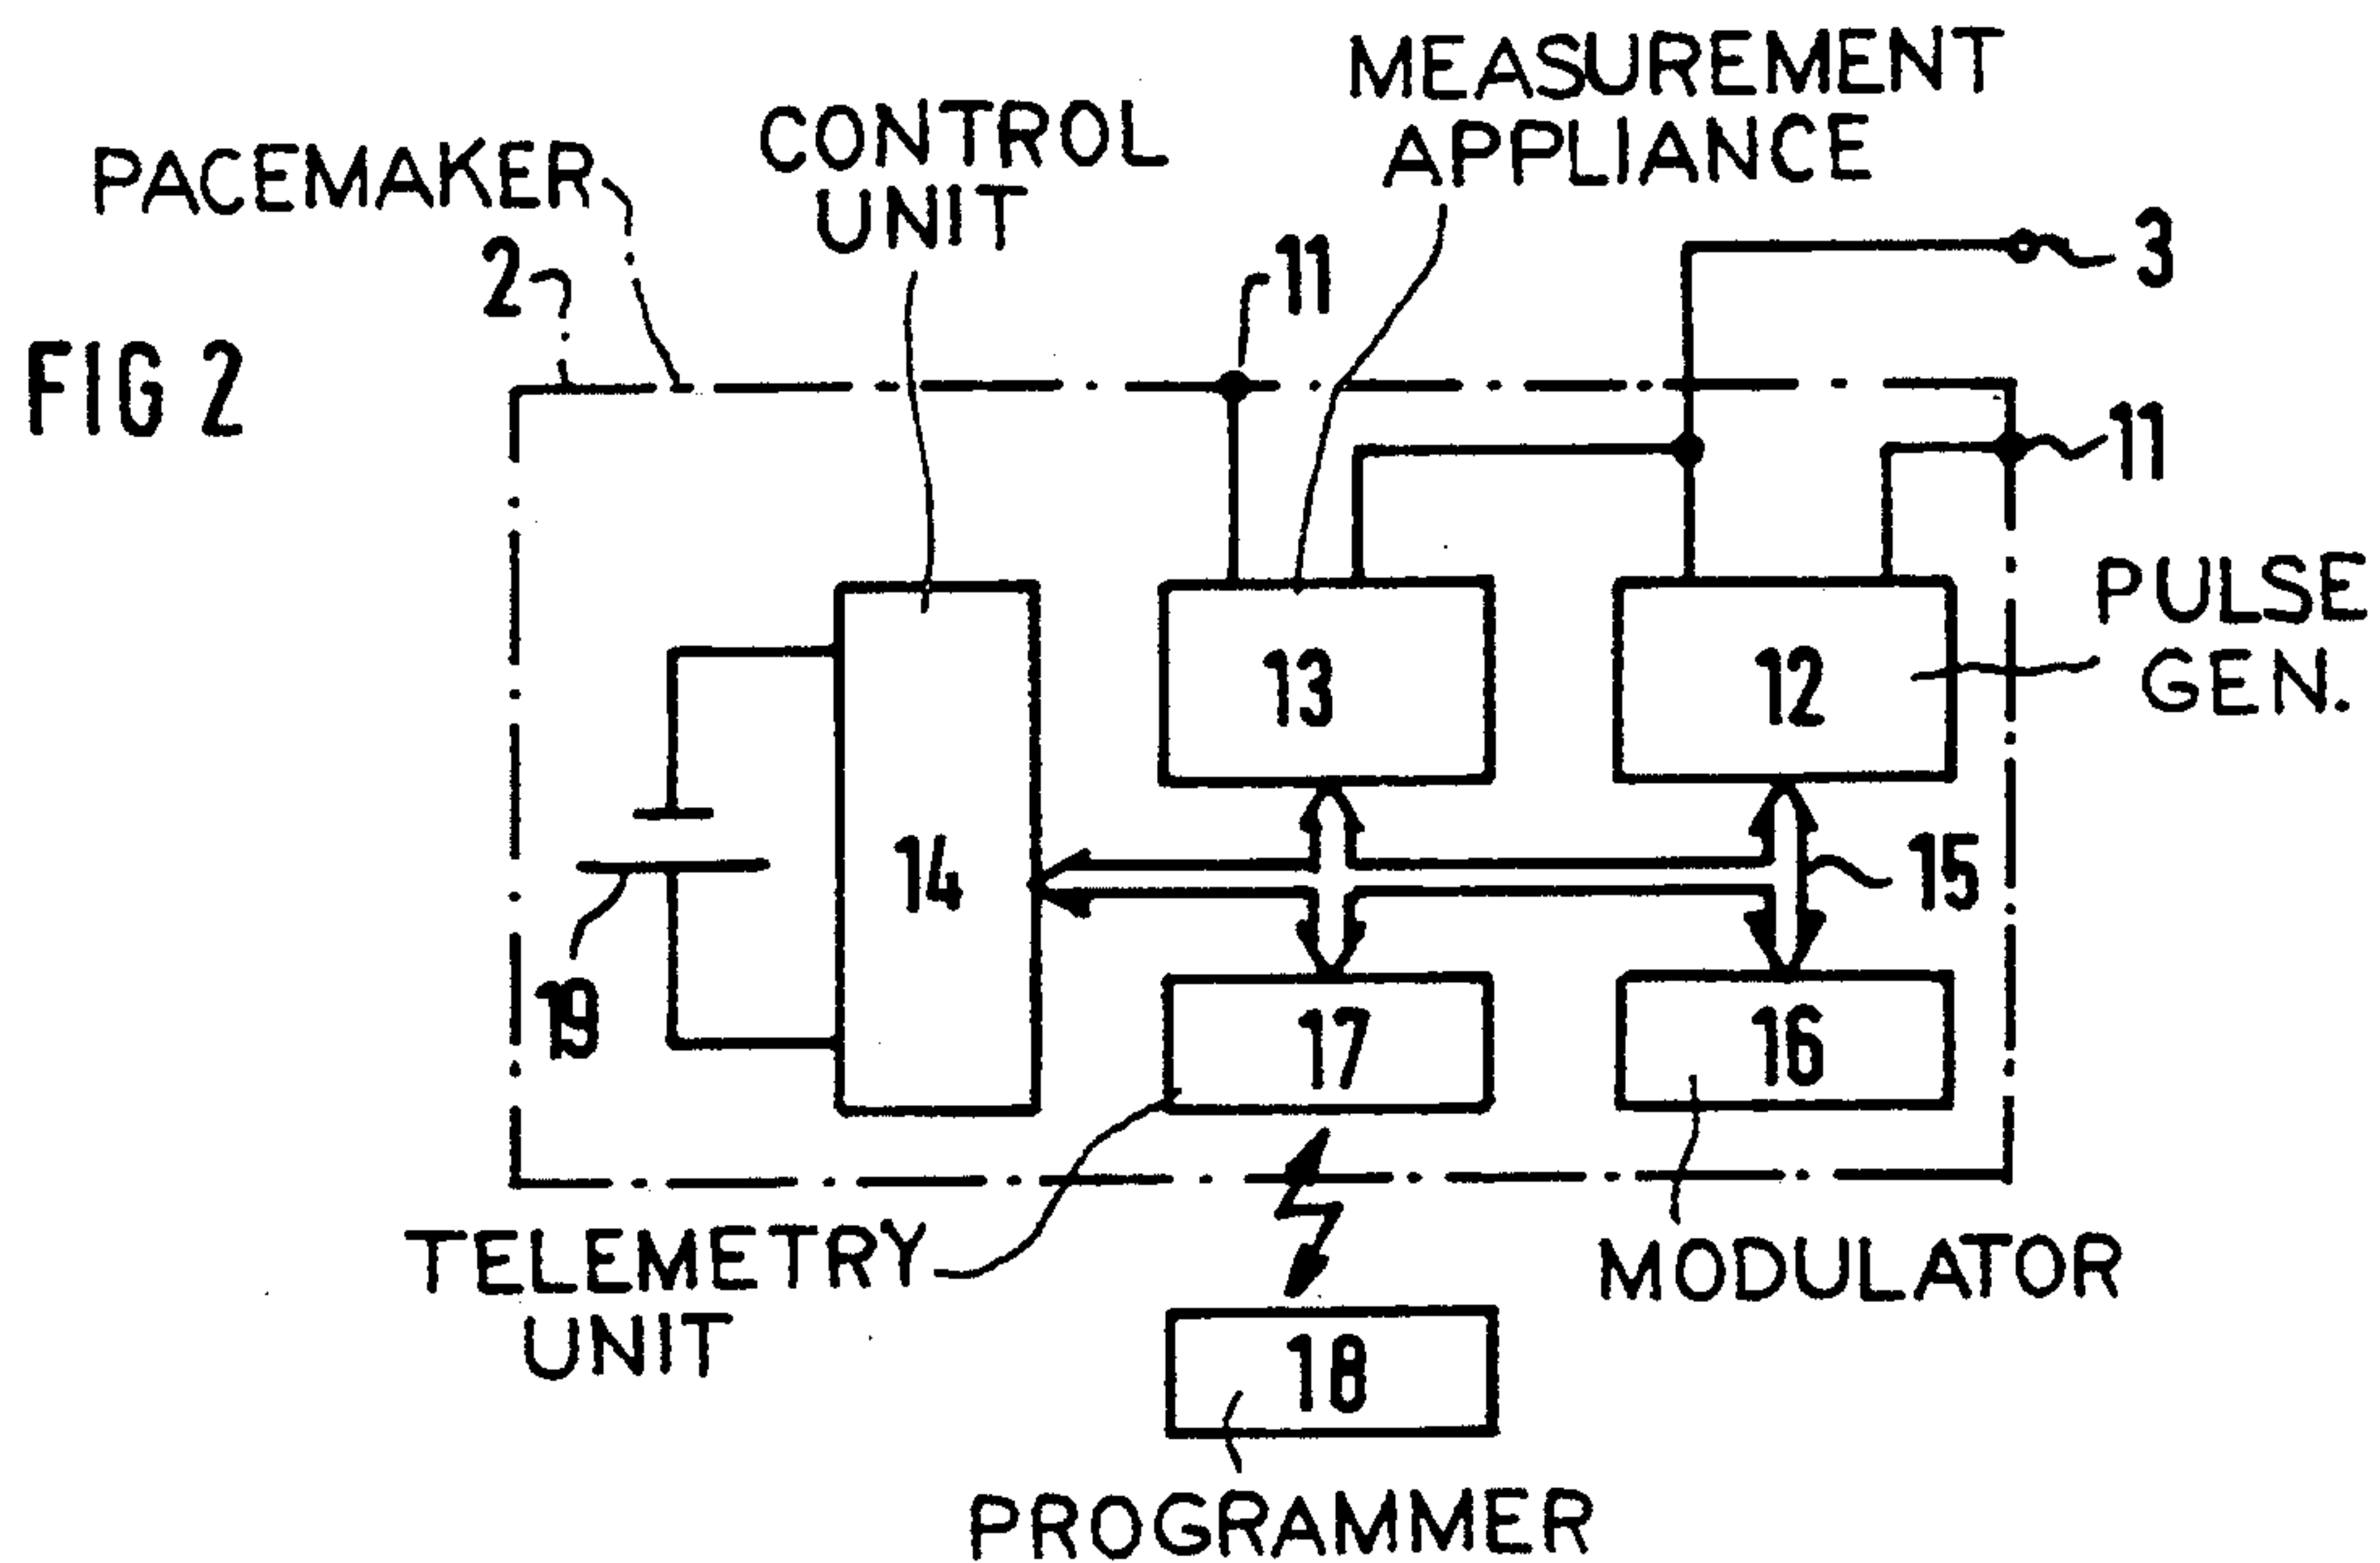 MEASUREMENT
APPLIANCE
CONTROL
UNIT
PACEMAKER
2
11
3
FIG 2
11
PULSE
GEN.
13
12
14
15
19
17
16
TELEMETRY
UNIT
MODULATOR
18
PROGRAMMER